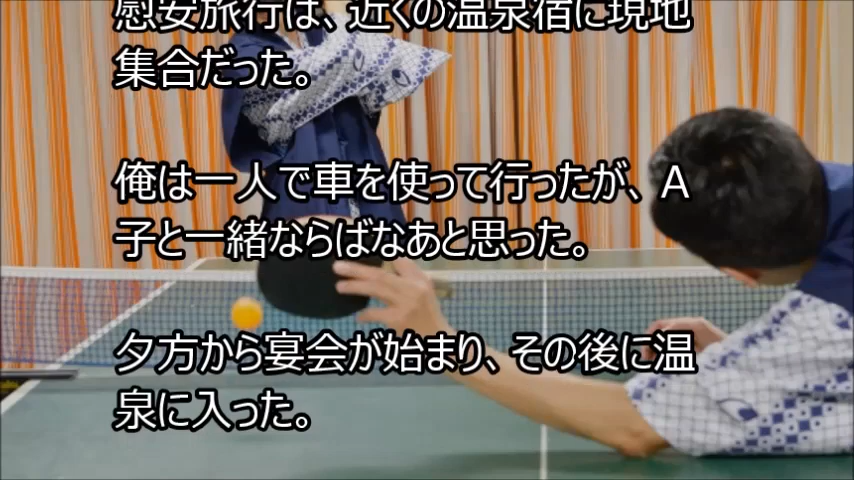 慰安旅行は、近くの温泉宿に現地
集合だった。
俺は一人で車を使って行ったが、A
子と一緒ならばなあと思った。
夕方から宴会が始まり、その後に温
泉に入った。